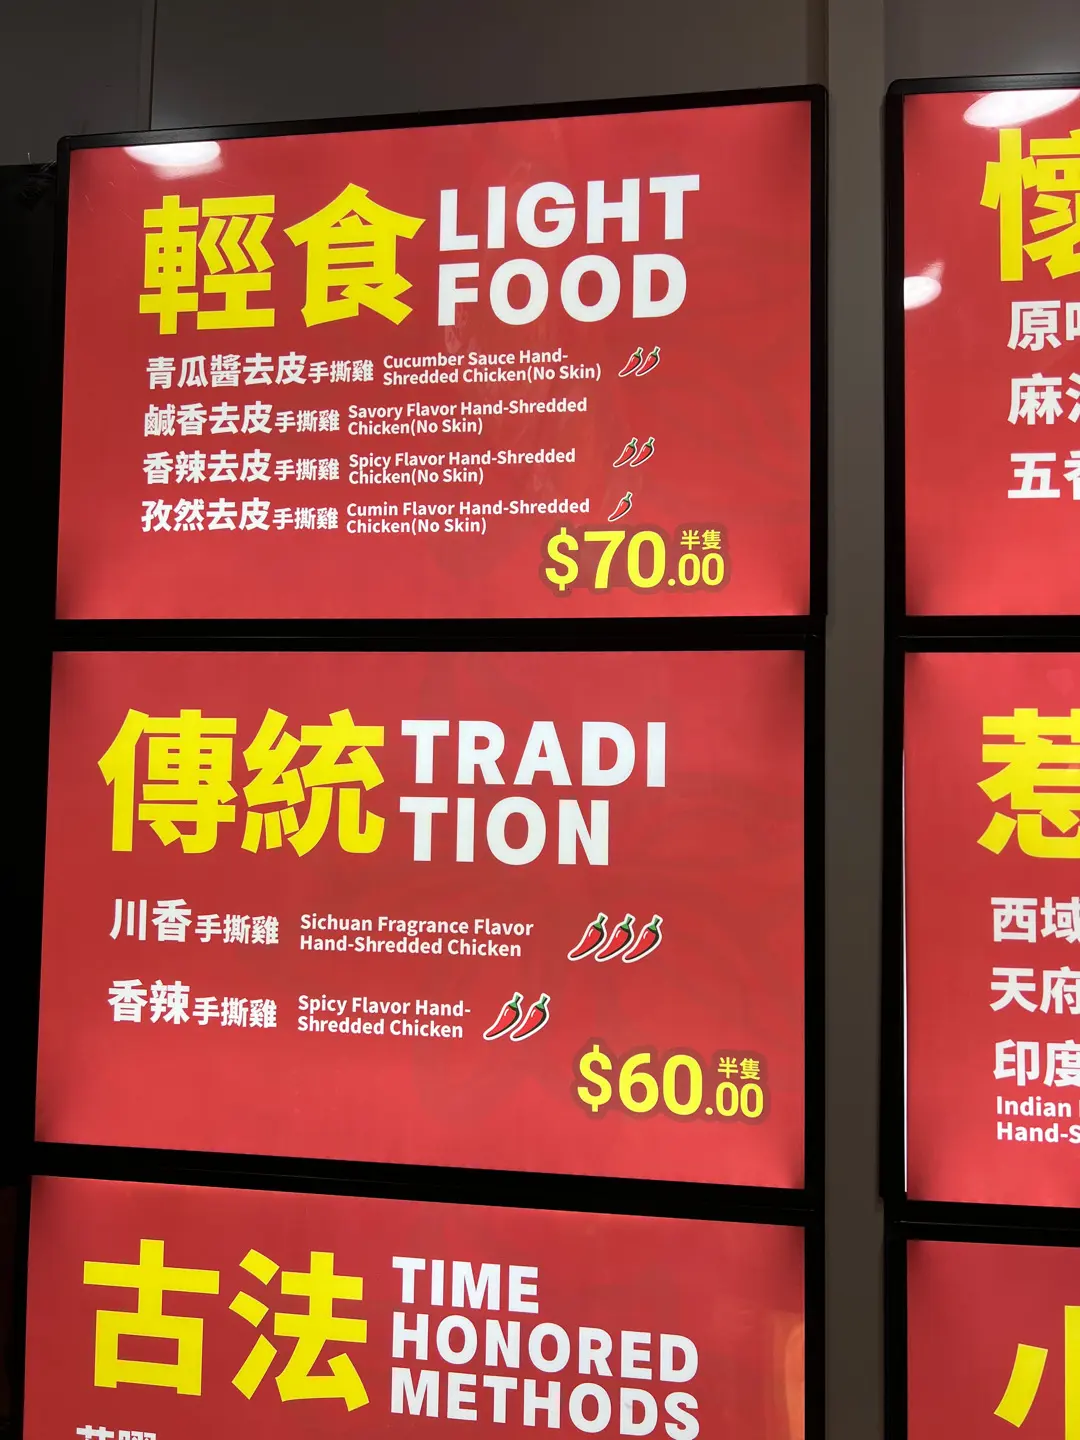 輕食 LIGHT
FOOD
青瓜醬去皮手撕雞 Cucumber Sauce Hand-
Shredded Chicken(No Skin)
鹹香去皮手撕雞 Savory Flavor Hand-Shredded
Chicken(No Skin)
香辣去皮手撕雞 Spicy Flavor Hand-Shredded
Chicken(No Skin)
孜然去皮手撕雞 Cumin Flavor Hand-Shredded
Chicken(No Skin)
$70.00 半隻
傳統 TRADI
TION
川香手撕雞 Sichuan Fragrance Flavor
Hand-Shredded Chicken
香辣手撕雞 Spicy Flavor Hand-
Shredded Chicken
$60.00 半隻
古法 TIME
HONORED
METHODS
懷
原
麻
五
惹
西域
天府
印度
Indian
Hand-S
小